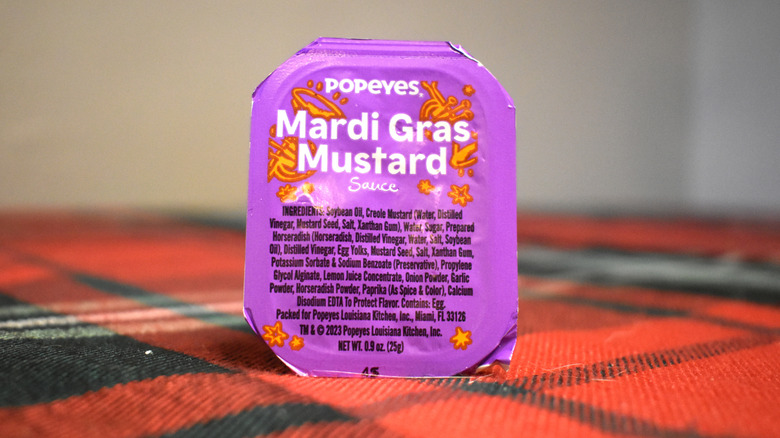 POPEYES®
Mardi Gras
Mustard
Sauce
INGREDIENTS: Soybean Oil, Creole Mustard (Water, Distilled
Vinegar, Mustard Seed, Salt, Xanthan Gum), Water, Sugar, Prepared
Horseradish (Horseradish, Distilled Vinegar, Water, Salt, Soybean
Oil), Distilled Vinegar, Egg Yolks, Mustard Seed, Salt, Xanthan Gum,
Potassium Sorbate & Sodium Benzoate (Preservative), Propylene
Glycol Alginate, Lemon Juice Concentrate, Onion Powder, Garlic
Powder, Horseradish Powder, Paprika (As Spice & Color), Calcium
Disodium EDTA To Protect Flavor. Contains: Egg.
Packed for Popeyes Louisiana Kitchen, Inc., Miami, FL 33126
TM & © 2023 Popeyes Louisiana Kitchen, Inc.
NET WT. 0.9 oz. (25g)